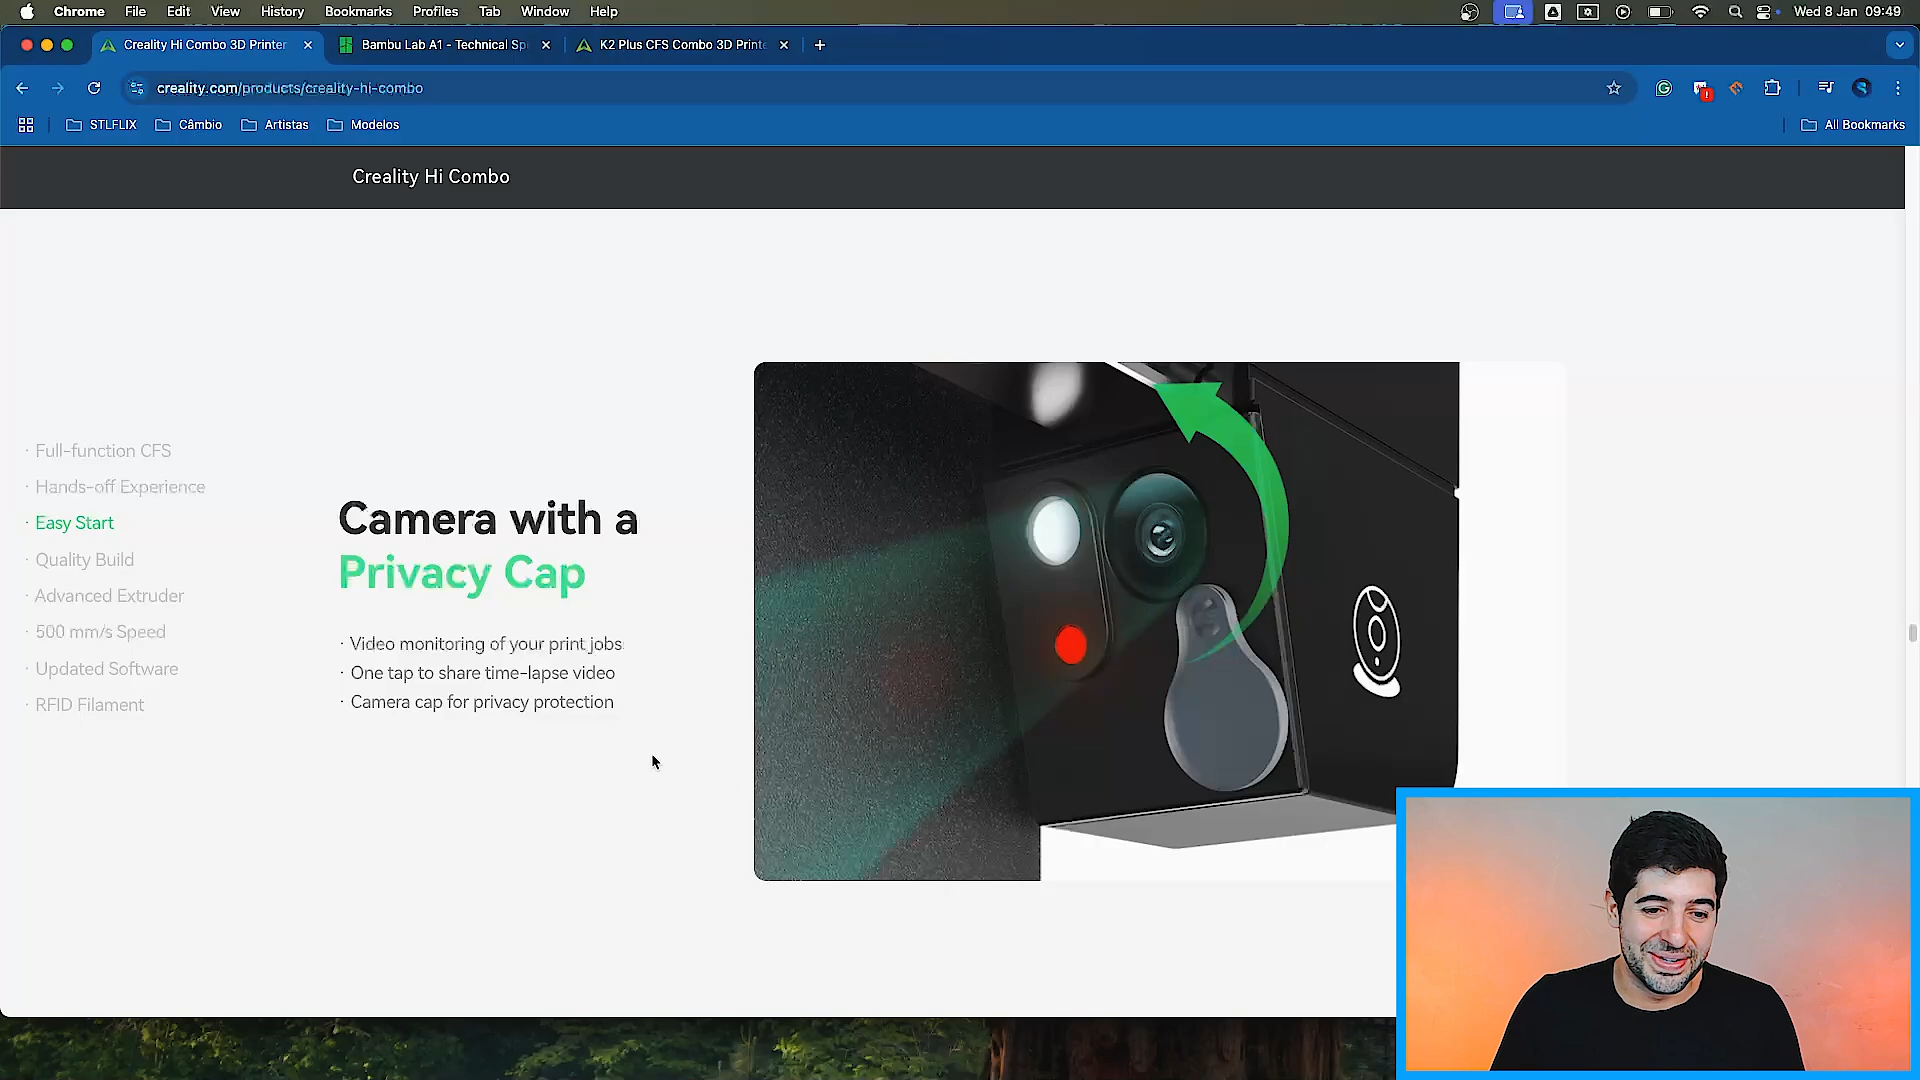 Chrome File Edit View History Bookmarks Profiles Tab Window Help Wed 8 Jan 09:49
Creality Hi Combo 3D Printer Bambu Lab A1 - Technical Sp K2 Plus CFS Combo 3D Printe
creality.com/products/creality-hi-combo
STLFLIX Câmbio Artistas Modelos All Bookmarks
Creality Hi Combo
· Full-function CFS
· Hands-off Experience
· Easy Start
· Quality Build
· Advanced Extruder
· 500 mm/s Speed
· Updated Software
· RFID Filament
Camera with a
Privacy Cap
· Video monitoring of your print jobs
· One tap to share time-lapse video
· Camera cap for privacy protection